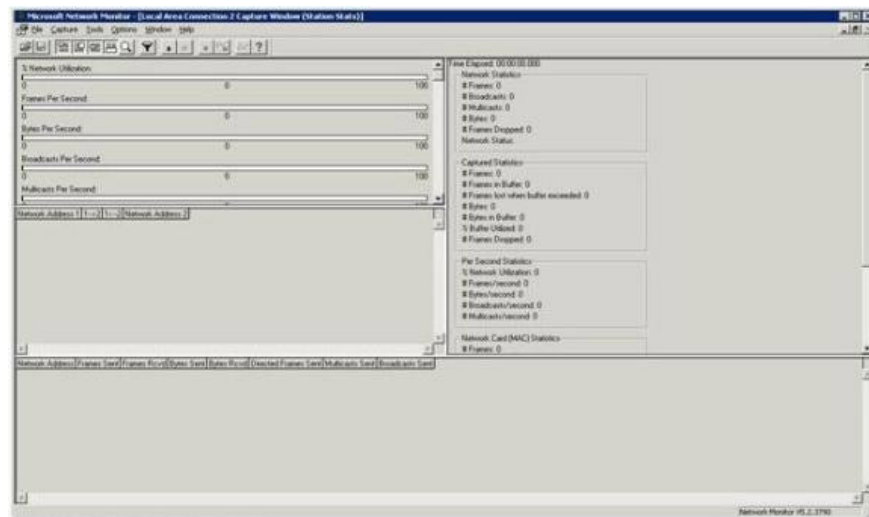 Microsoft Network Monitor - [Local Area Connection 2 Capture Window (Station Stats)]
File Capture Tools Options Window Help
% Network Utilization:
0 0 100
Frames Per Second:
0 0 100
Bytes Per Second:
0 0 100
Broadcasts Per Second:
0 0 100
Multicasts Per Second:
Network Address 1 1-->2 1<--2 Network Address 2
Time Elapsed: 00:00:00.000
Network Statistics
# Frames: 0
# Broadcasts: 0
# Multicasts: 0
# Bytes: 0
# Frames Dropped: 0
Network Status:
Captured Statistics
# Frames: 0
# Frames in Buffer: 0
# Frames lost when buffer exceeded: 0
# Bytes: 0
# Bytes in Buffer: 0
% Buffer Utilized: 0
# Frames Dropped: 0
Per Second Statistics
% Network Utilization: 0
# Frames/second: 0
# Bytes/second: 0
# Broadcasts/second: 0
# Multicasts/second: 0
Network Card (MAC) Statistics
# Frames: 0
Network Address Frames Sent Frames Rcvd Bytes Sent Bytes Rcvd Directed Frames Sent Multicasts Sent Broadcasts Sent
Network Monitor V5.2.3790